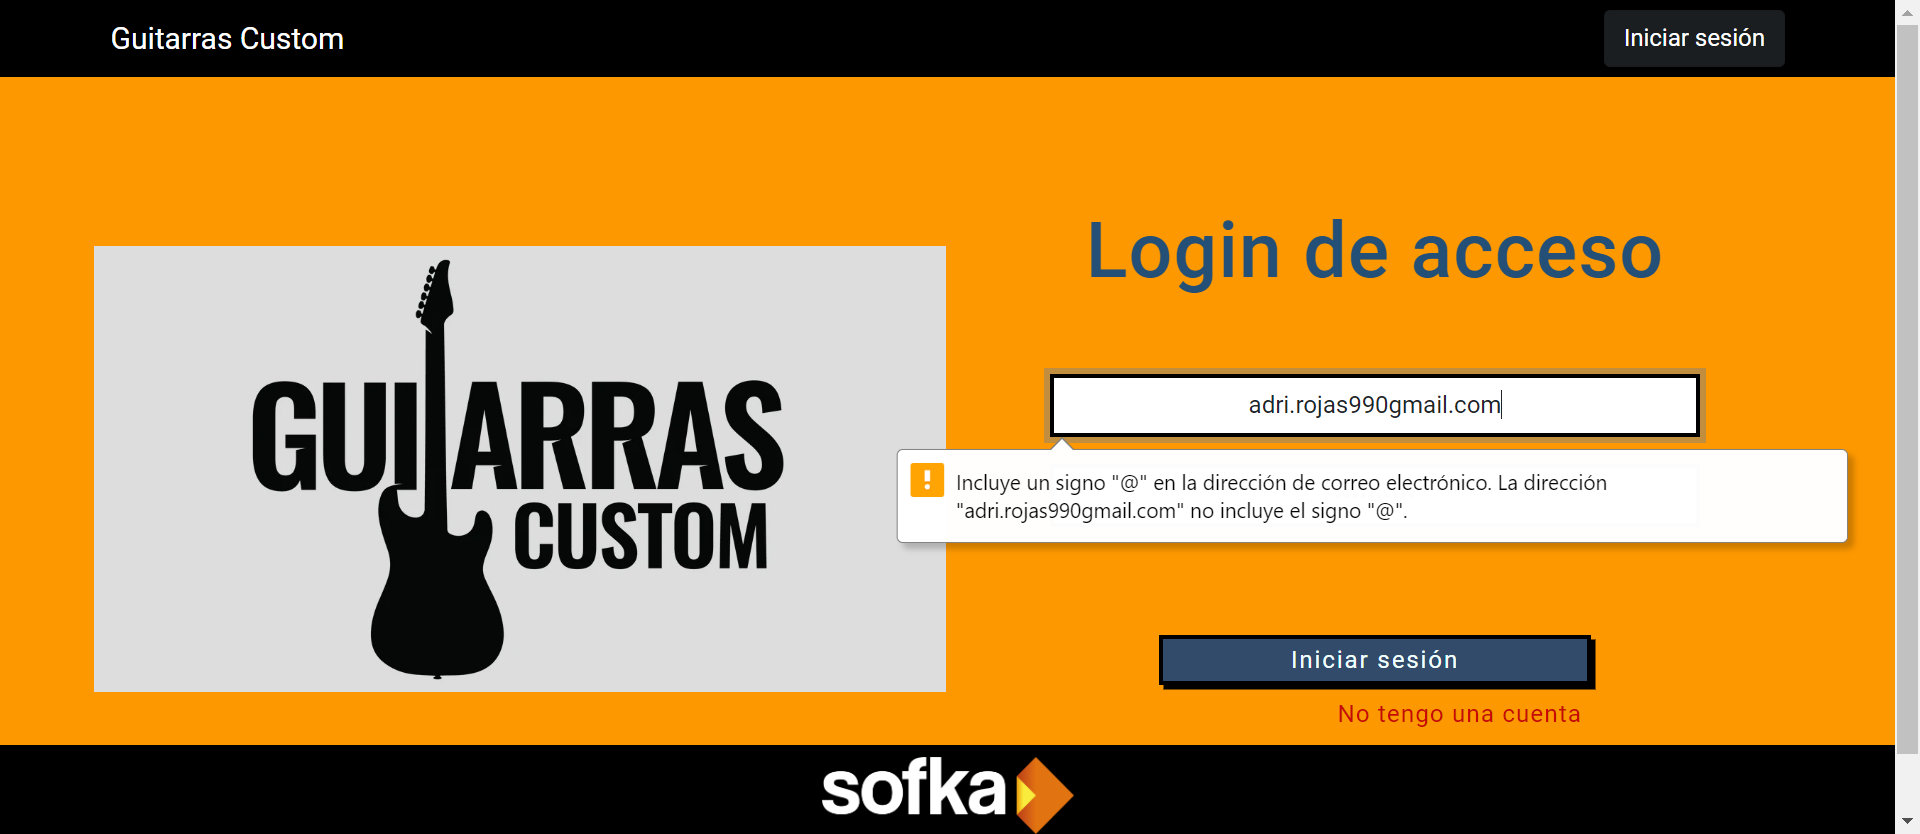 Guitarras Custom
Iniciar sesión
Login de acceso
GUITARRAS
CUSTOM
adri.rojas990gmail.com
Incluye un signo "@" en la dirección de correo electrónico. La dirección
"adri.rojas990gmail.com" no incluye el signo "@".
Iniciar sesión
No tengo una cuenta
sofka